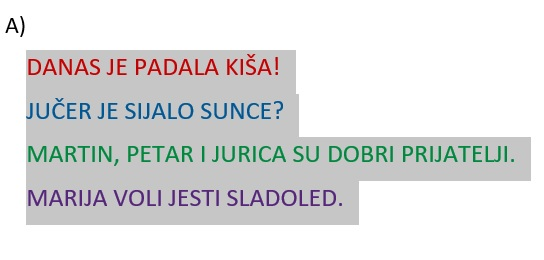 A)
DANAS JE PADALA KIŠA!
JUČER JE SIJALO SUNCE?
MARTIN, PETAR I JURICA SU DOBRI PRIJATELJI.
MARIJA VOLI JESTI SLADOLED.